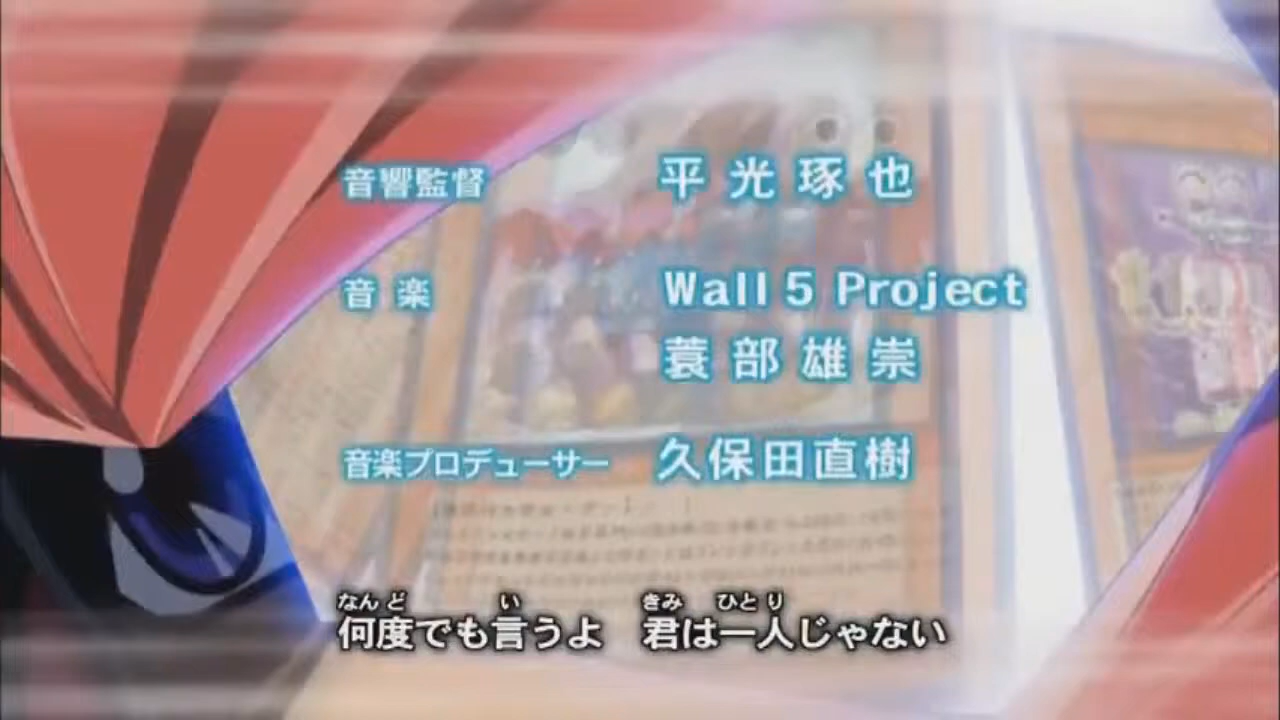 音響監督 平光琢也
音楽 Wall 5 Project
蓑部雄崇
音楽プロデューサー 久保田直樹
なんど い きみ ひとり
何度でも言うよ 君は一人じゃない